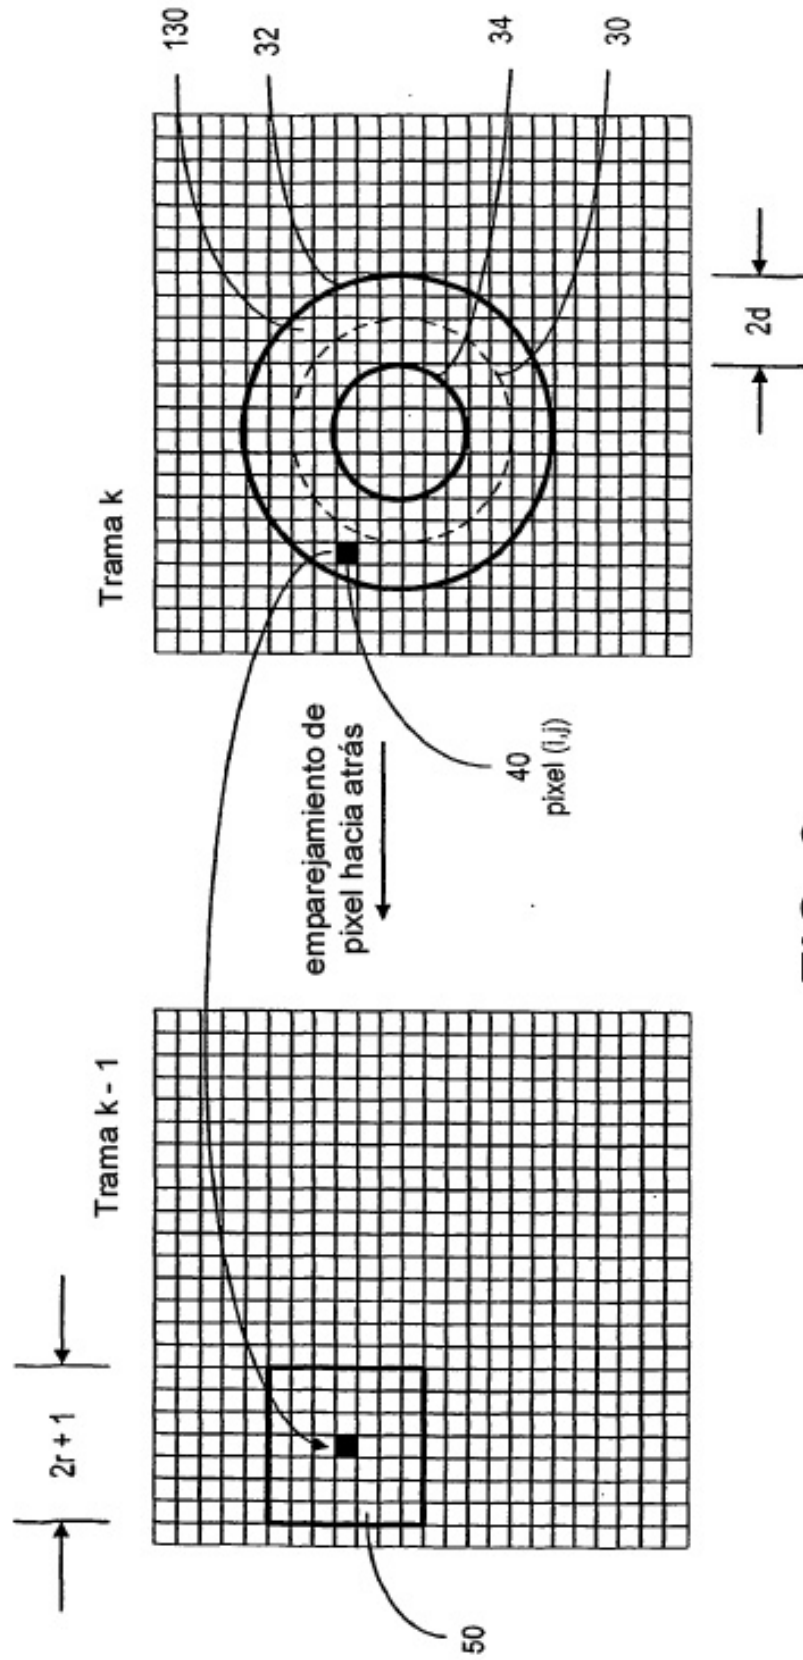 2r + 1
Trama k - 1
Trama k
130
32
emparejamiento de
pixel hacia atrás
50
40
pixel (i,j)
34
30
2d